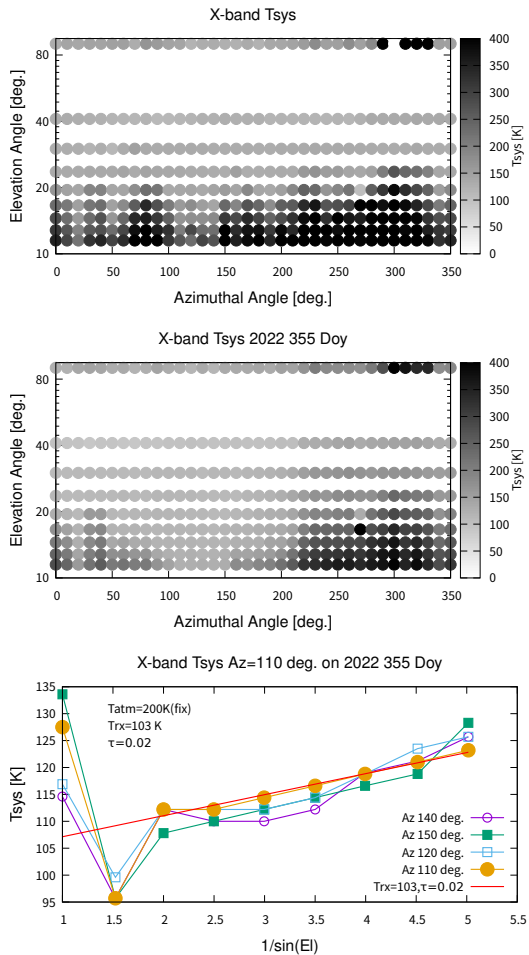 X-band Tsys
Elevation Angle [deg.]
80
40
20
10
0 50 100 150 200 250 300 350
Azimuthal Angle [deg.]
400
350
300
250
200
150
100
50
0
Tsys [K]
X-band Tsys 2022 355 Doy
Elevation Angle [deg.]
80
40
20
10
0 50 100 150 200 250 300 350
Azimuthal Angle [deg.]
400
350
300
250
200
150
100
50
0
Tsys [K]
X-band Tsys Az=110 deg. on 2022 355 Doy
Tsys [K]
135
130
125
120
115
110
105
100
95
Tatm=200K(fix)
Trx=103 K
τ=0.02
Az 140 deg.
Az 150 deg.
Az 120 deg.
Az 110 deg.
Trx=103,τ=0.02
1 1.5 2 2.5 3 3.5 4 4.5 5 5.5
1/sin(El)